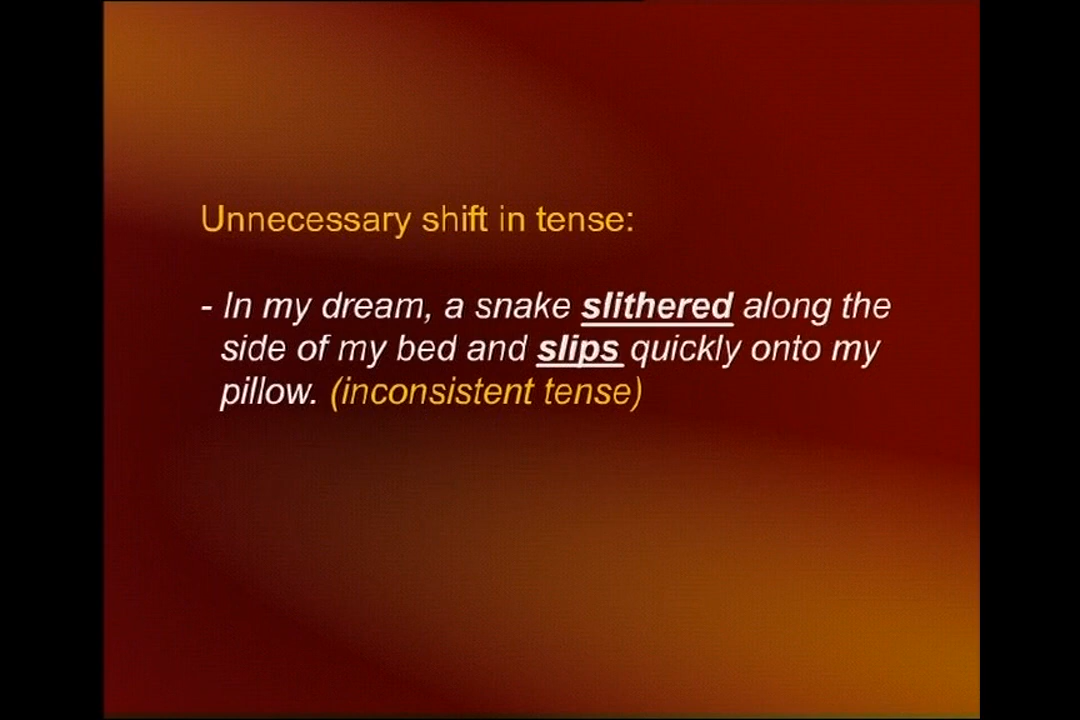 Unnecessary shift in tense:
- In my dream, a snake slithered along the
side of my bed and slips quickly onto my
pillow. (inconsistent tense)